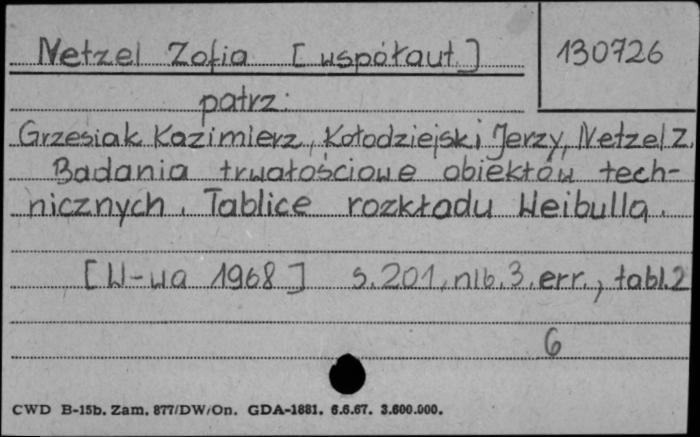 Netzel Zofia [współaut.] 130726
patrz:
Grzesiak Kazimierz, Kołodziejski Jerzy, Netzel Z.
Badania trwałościowe obiektów tech-
nicznych. Tablice rozkładu Weibulla.
[W-wa 1968] s. 201, nlb. 3. err., tabl. 2
6
CWD B-15b. Zam. 877/DW/On. GDA-1881. 6.6.67. 3.600.000.